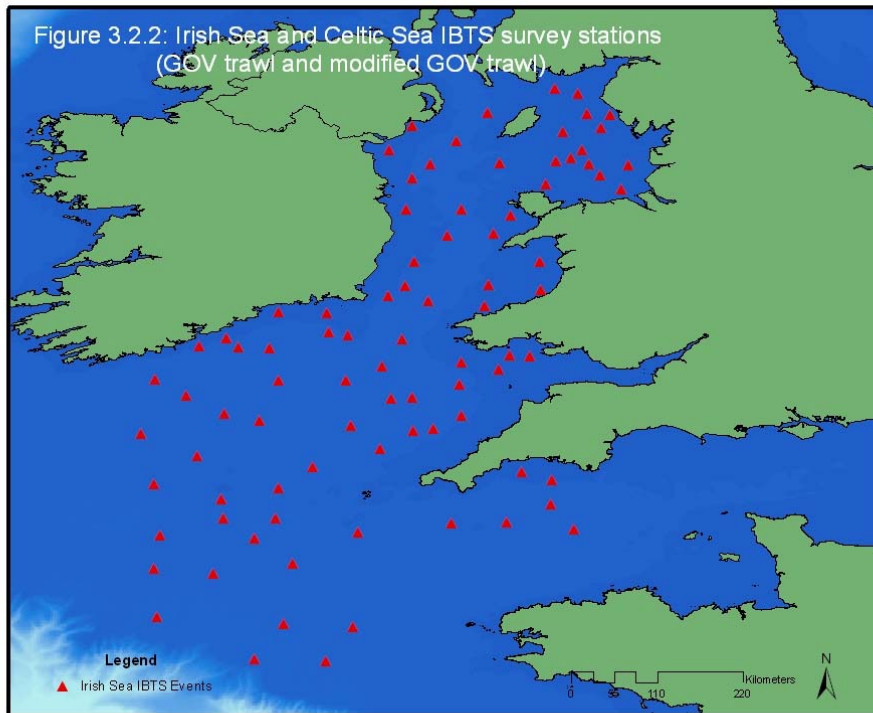 Figure 3.2.2: Irish Sea and Celtic Sea IBTS survey stations
(GOV trawl and modified GOV trawl)
Legend
Irish Sea IBTS Events
Kilometers
0 55 110 220
N